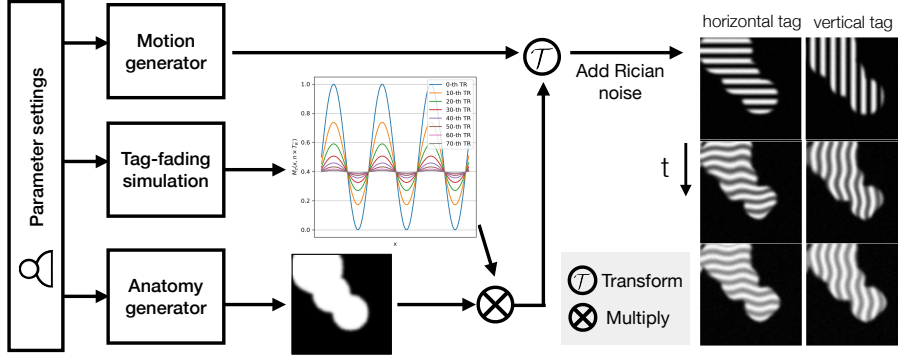 Parameter settings
Motion
generator
Tag-fading
simulation
Anatomy
generator
1.0
0.8
0.6
0.4
0.2
0.0
x
0-th TR
10-th TR
20-th TR
30-th TR
40-th TR
50-th TR
60-th TR
70-th TR
T
Add Rician
noise
horizontal tag
vertical tag
t
T Transform
Multiply